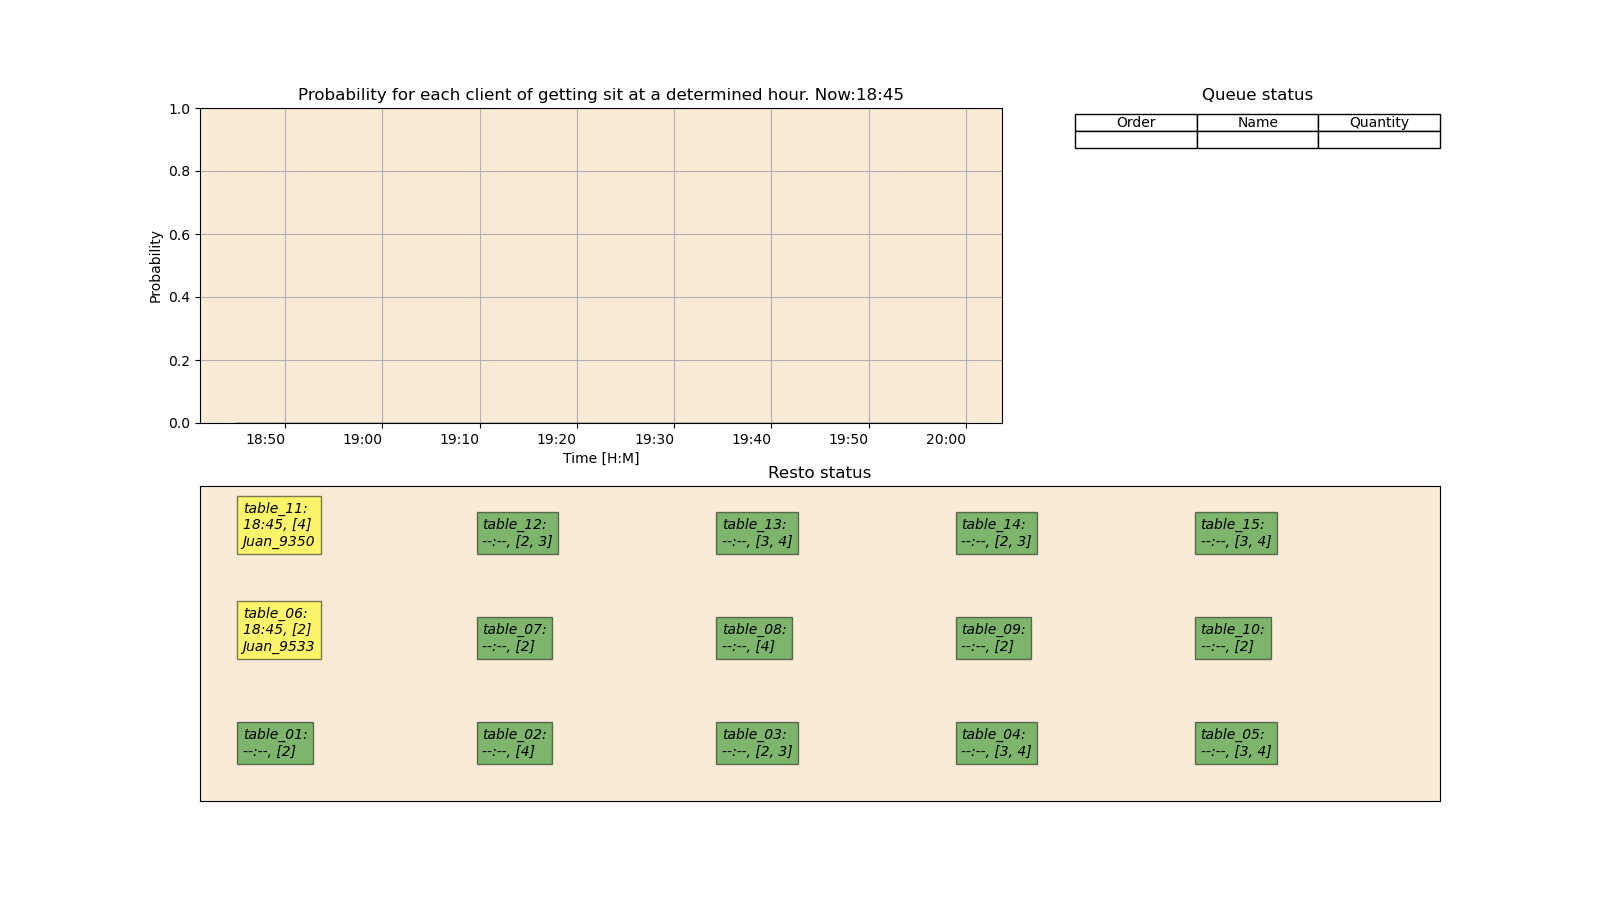 Probability for each client of getting sit at a determined hour. Now:18:45
1.0
0.8
0.6
0.4
0.2
0.0
Probability
18:50 19:00 19:10 19:20 19:30 19:40 19:50 20:00
Time [H:M]
Queue status
Order Name Quantity
Resto status
table_11:
18:45, [4]
Juan_9350
table_12:
--:--, [2, 3]
table_13:
--:--, [3, 4]
table_14:
--:--, [2, 3]
table_15:
--:--, [3, 4]
table_06:
18:45, [2]
Juan_9533
table_07:
--:--, [2]
table_08:
--:--, [4]
table_09:
--:--, [2]
table_10:
--:--, [2]
table_01:
--:--, [2]
table_02:
--:--, [4]
table_03:
--:--, [2, 3]
table_04:
--:--, [3, 4]
table_05:
--:--, [3, 4]